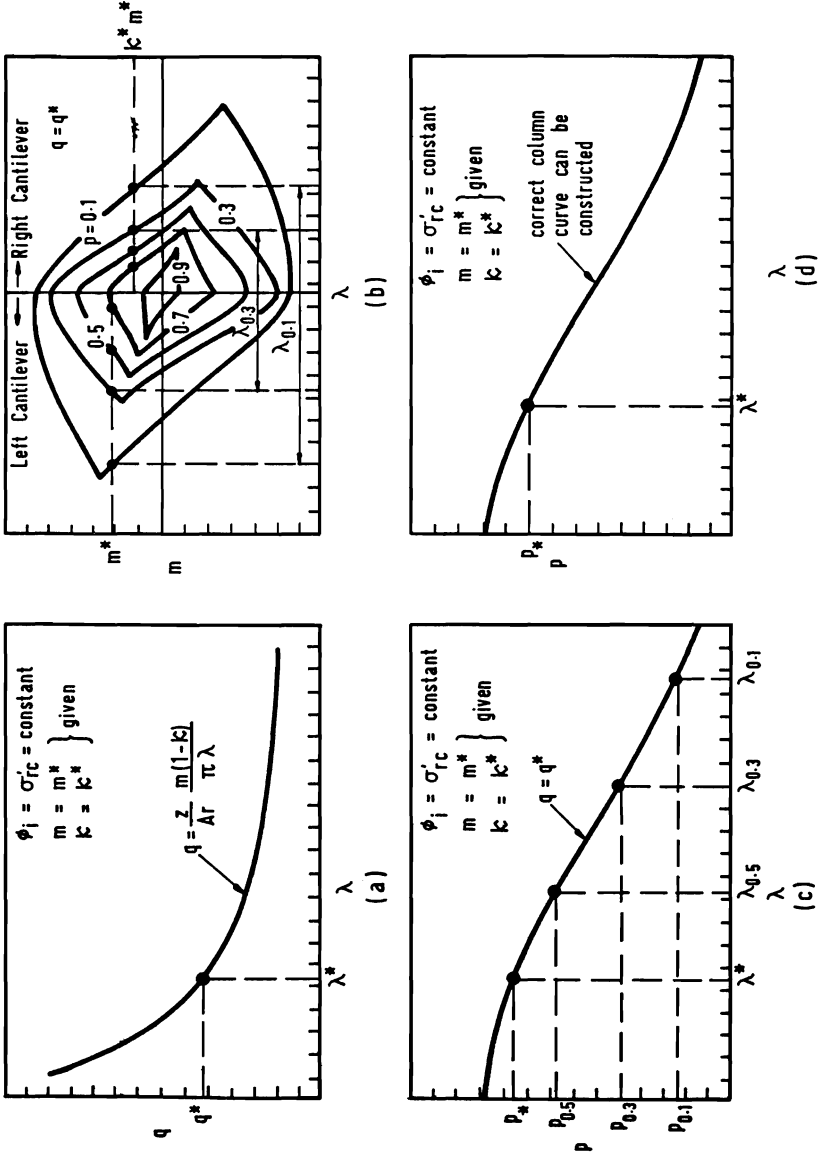 ϕi = σ'rc = constant
m = m* } given
κ = κ*
q = z/Ar m(1-κ)/πλ
q
q*
λ*
λ
(a)
Left Cantilever ← → Right Cantilever
q = q*
p=0·1
0·3
0·5
0·7
0·9
λ0·3
λ0·1
m*
m
κ*m*
λ
(b)
ϕi = σ'rc = constant
m = m* } given
κ = κ*
q = q*
p*
p0·5
p0·3
p0·1
p
λ* λ0·5 λ0·3 λ0·1
λ
(c)
ϕi = σ'rc = constant
m = m* } given
κ = κ*
correct column
curve can be
constructed
p*
p
λ*
λ
(d)